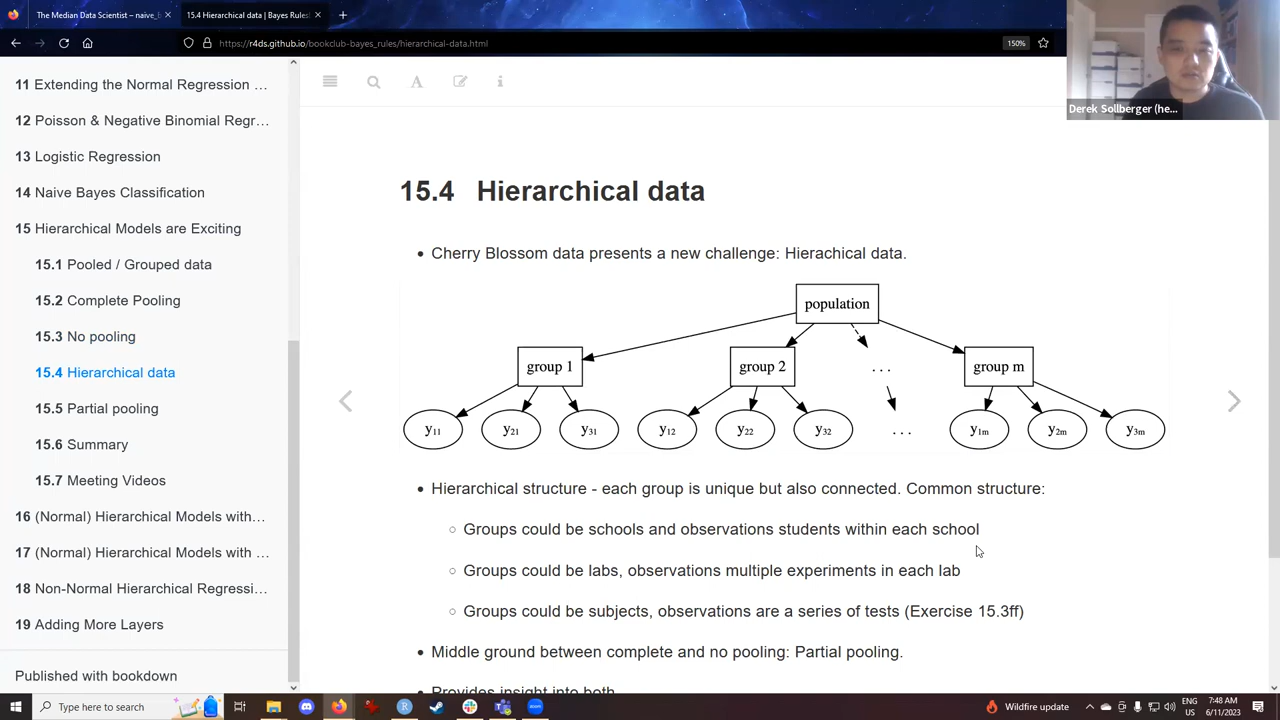 The Median Data Scientist – naive_
15.4 Hierarchical data | Bayes Rules
https://r4ds.github.io/bookclub-bayes_rules/hierarchical-data.html
150%
Derek Sollberger (he...
11 Extending the Normal Regression ...
12 Poisson & Negative Binomial Regr...
13 Logistic Regression
14 Naive Bayes Classification
15 Hierarchical Models are Exciting
15.1 Pooled / Grouped data
15.2 Complete Pooling
15.3 No pooling
15.4 Hierarchical data
15.5 Partial pooling
15.6 Summary
15.7 Meeting Videos
16 (Normal) Hierarchical Models with...
17 (Normal) Hierarchical Models with ...
18 Non-Normal Hierarchical Regressi...
19 Adding More Layers
Published with bookdown
15.4 Hierarchical data
• Cherry Blossom data presents a new challenge: Hierachical data.
population
group 1 group 2 . . . group m
y11 y21 y31 y12 y22 y32 . . . y1m y2m y3m
• Hierarchical structure - each group is unique but also connected. Common structure:
○ Groups could be schools and observations students within each school
○ Groups could be labs, observations multiple experiments in each lab
○ Groups could be subjects, observations are a series of tests (Exercise 15.3ff)
• Middle ground between complete and no pooling: Partial pooling.
• Provides insight into both
Type here to search
Wildfire update
ENG
US
7:48 AM
6/11/2023